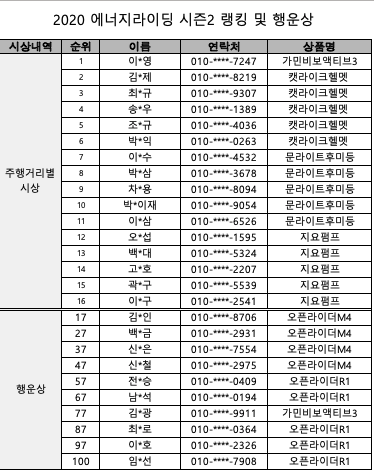 2020 에너지라이딩 시즌2 랭킹 및 행운상
시상내역 순위 이름 연락처 상품명
주행거리별 시상
1 이*영 010-****-7247 가민비보액티브3
2 김*제 010-****-8219 캣라이크헬멧
3 최*규 010-****-9307 캣라이크헬멧
4 송*우 010-****-1389 캣라이크헬멧
5 조*규 010-****-4036 캣라이크헬멧
6 박*익 010-****-0263 캣라이크헬멧
7 이*수 010-****-4532 문라이트후미등
8 박*삼 010-****-3678 문라이트후미등
9 차*용 010-****-8094 문라이트후미등
10 박*이재 010-****-9054 문라이트후미등
11 이*삼 010-****-6526 문라이트후미등
12 오*섭 010-****-1595 지요펌프
13 백*대 010-****-5324 지요펌프
14 고*호 010-****-2207 지요펌프
15 곽*구 010-****-5539 지요펌프
16 이*구 010-****-2541 지요펌프
행운상
17 김*인 010-****-8706 오픈라이더M4
27 백*금 010-****-2931 오픈라이더M4
37 신*은 010-****-7554 오픈라이더M4
47 신*철 010-****-2975 오픈라이더M4
57 전*승 010-****-0409 오픈라이더R1
67 남*석 010-****-0194 오픈라이더R1
77 김*광 010-****-9911 가민비보액티브3
87 최*로 010-****-0364 오픈라이더R1
97 이*호 010-****-2326 오픈라이더R1
100 임*선 010-****-7908 오픈라이더R1